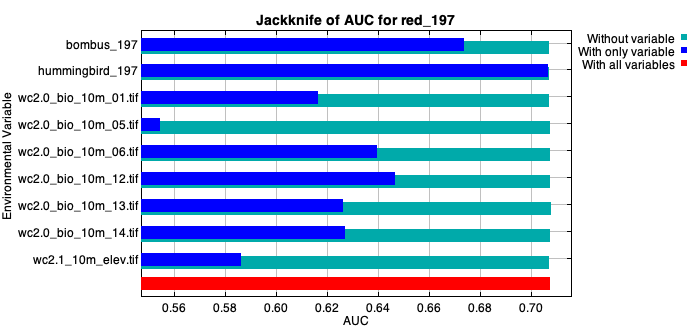 Jackknife of AUC for red_197
Without variable
With only variable
With all variables
Environmental Variable
bombus_197
hummingbird_197
wc2.0_bio_10m_01.tif
wc2.0_bio_10m_05.tif
wc2.0_bio_10m_06.tif
wc2.0_bio_10m_12.tif
wc2.0_bio_10m_13.tif
wc2.0_bio_10m_14.tif
wc2.1_10m_elev.tif
0.56 0.58 0.60 0.62 0.64 0.66 0.68 0.70
AUC